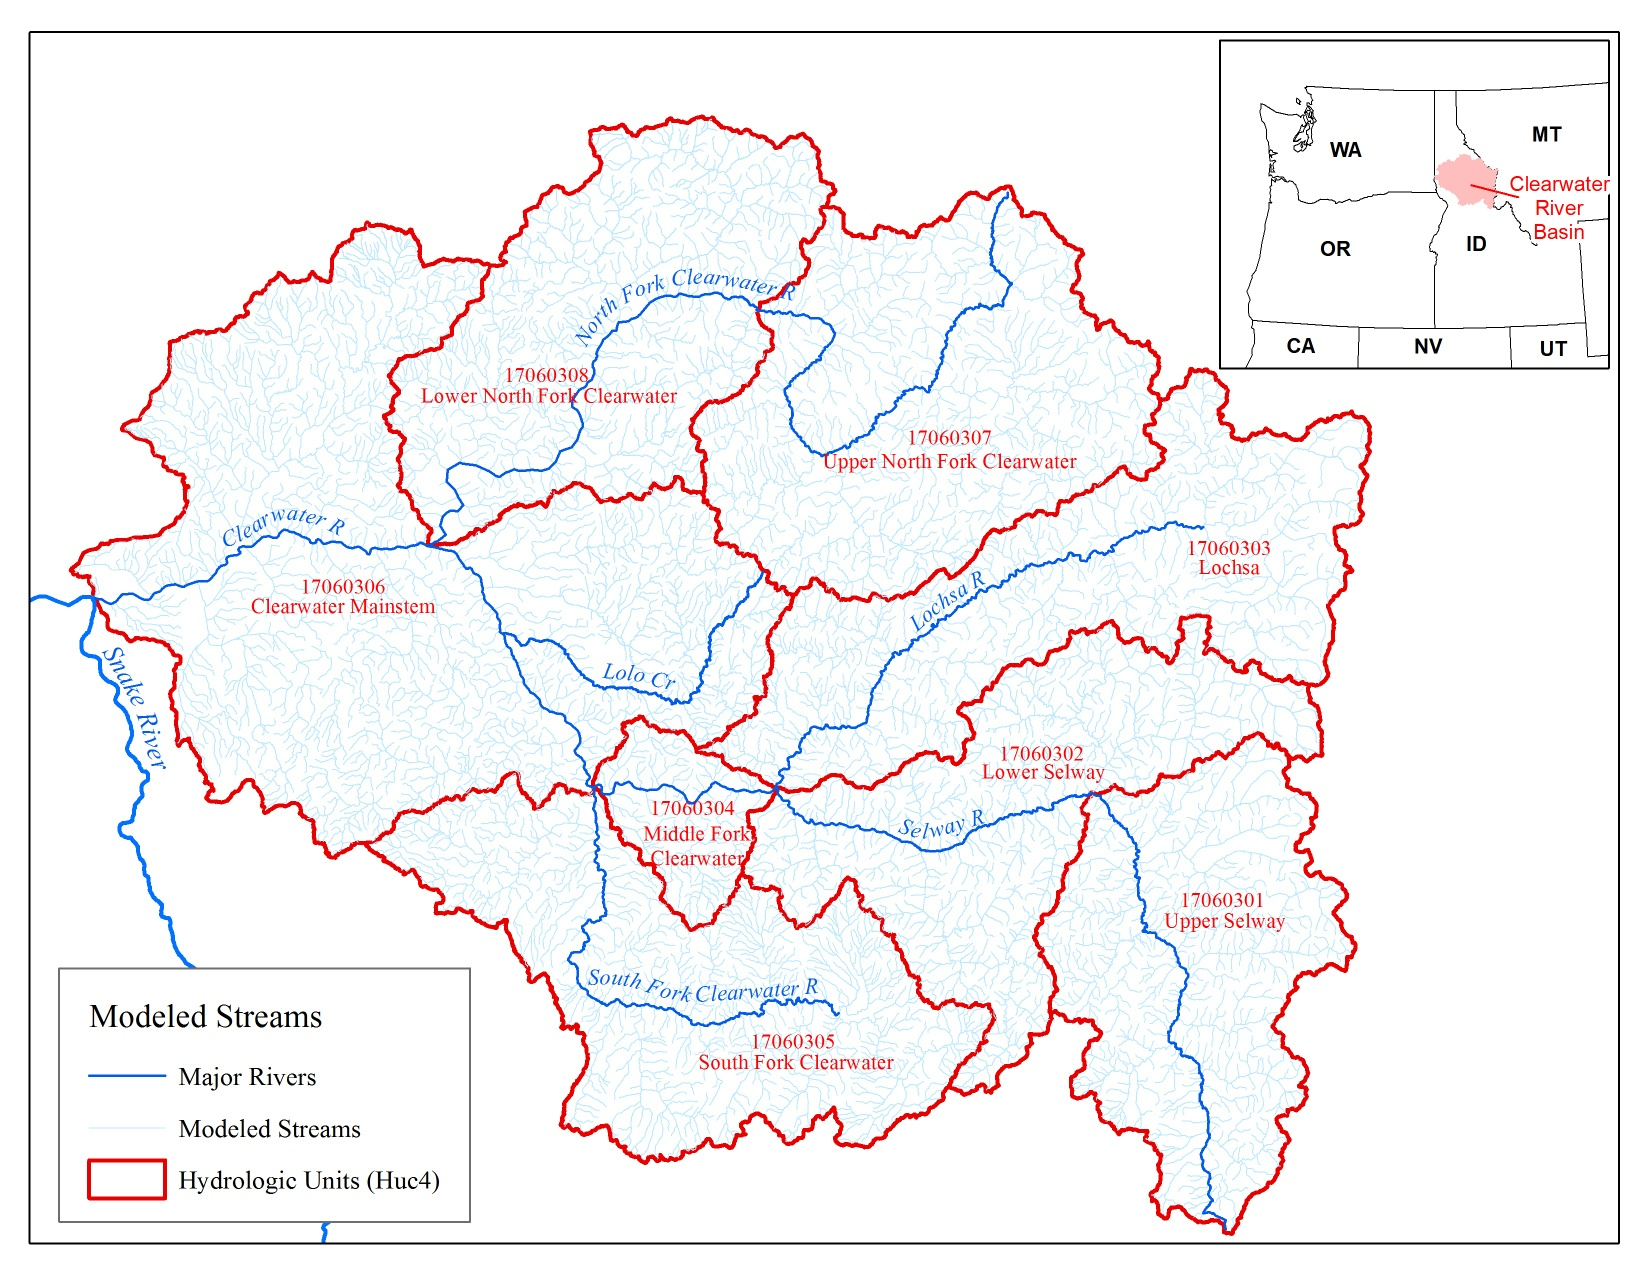 WA
MT
Clearwater
River
Basin
OR
ID
CA
NV
UT
North Fork Clearwater R
17060308
Lower North Fork Clearwater
17060307
Upper North Fork Clearwater
Clearwater R
17060306
Clearwater Mainstem
17060303
Lochsa
Lochsa R
Snake River
Lolo Cr
17060302
Lower Selway
17060304
Middle Fork
Clearwater
Selway R
17060301
Upper Selway
South Fork Clearwater R
17060305
South Fork Clearwater
Modeled Streams
Major Rivers
Modeled Streams
Hydrologic Units (Huc4)